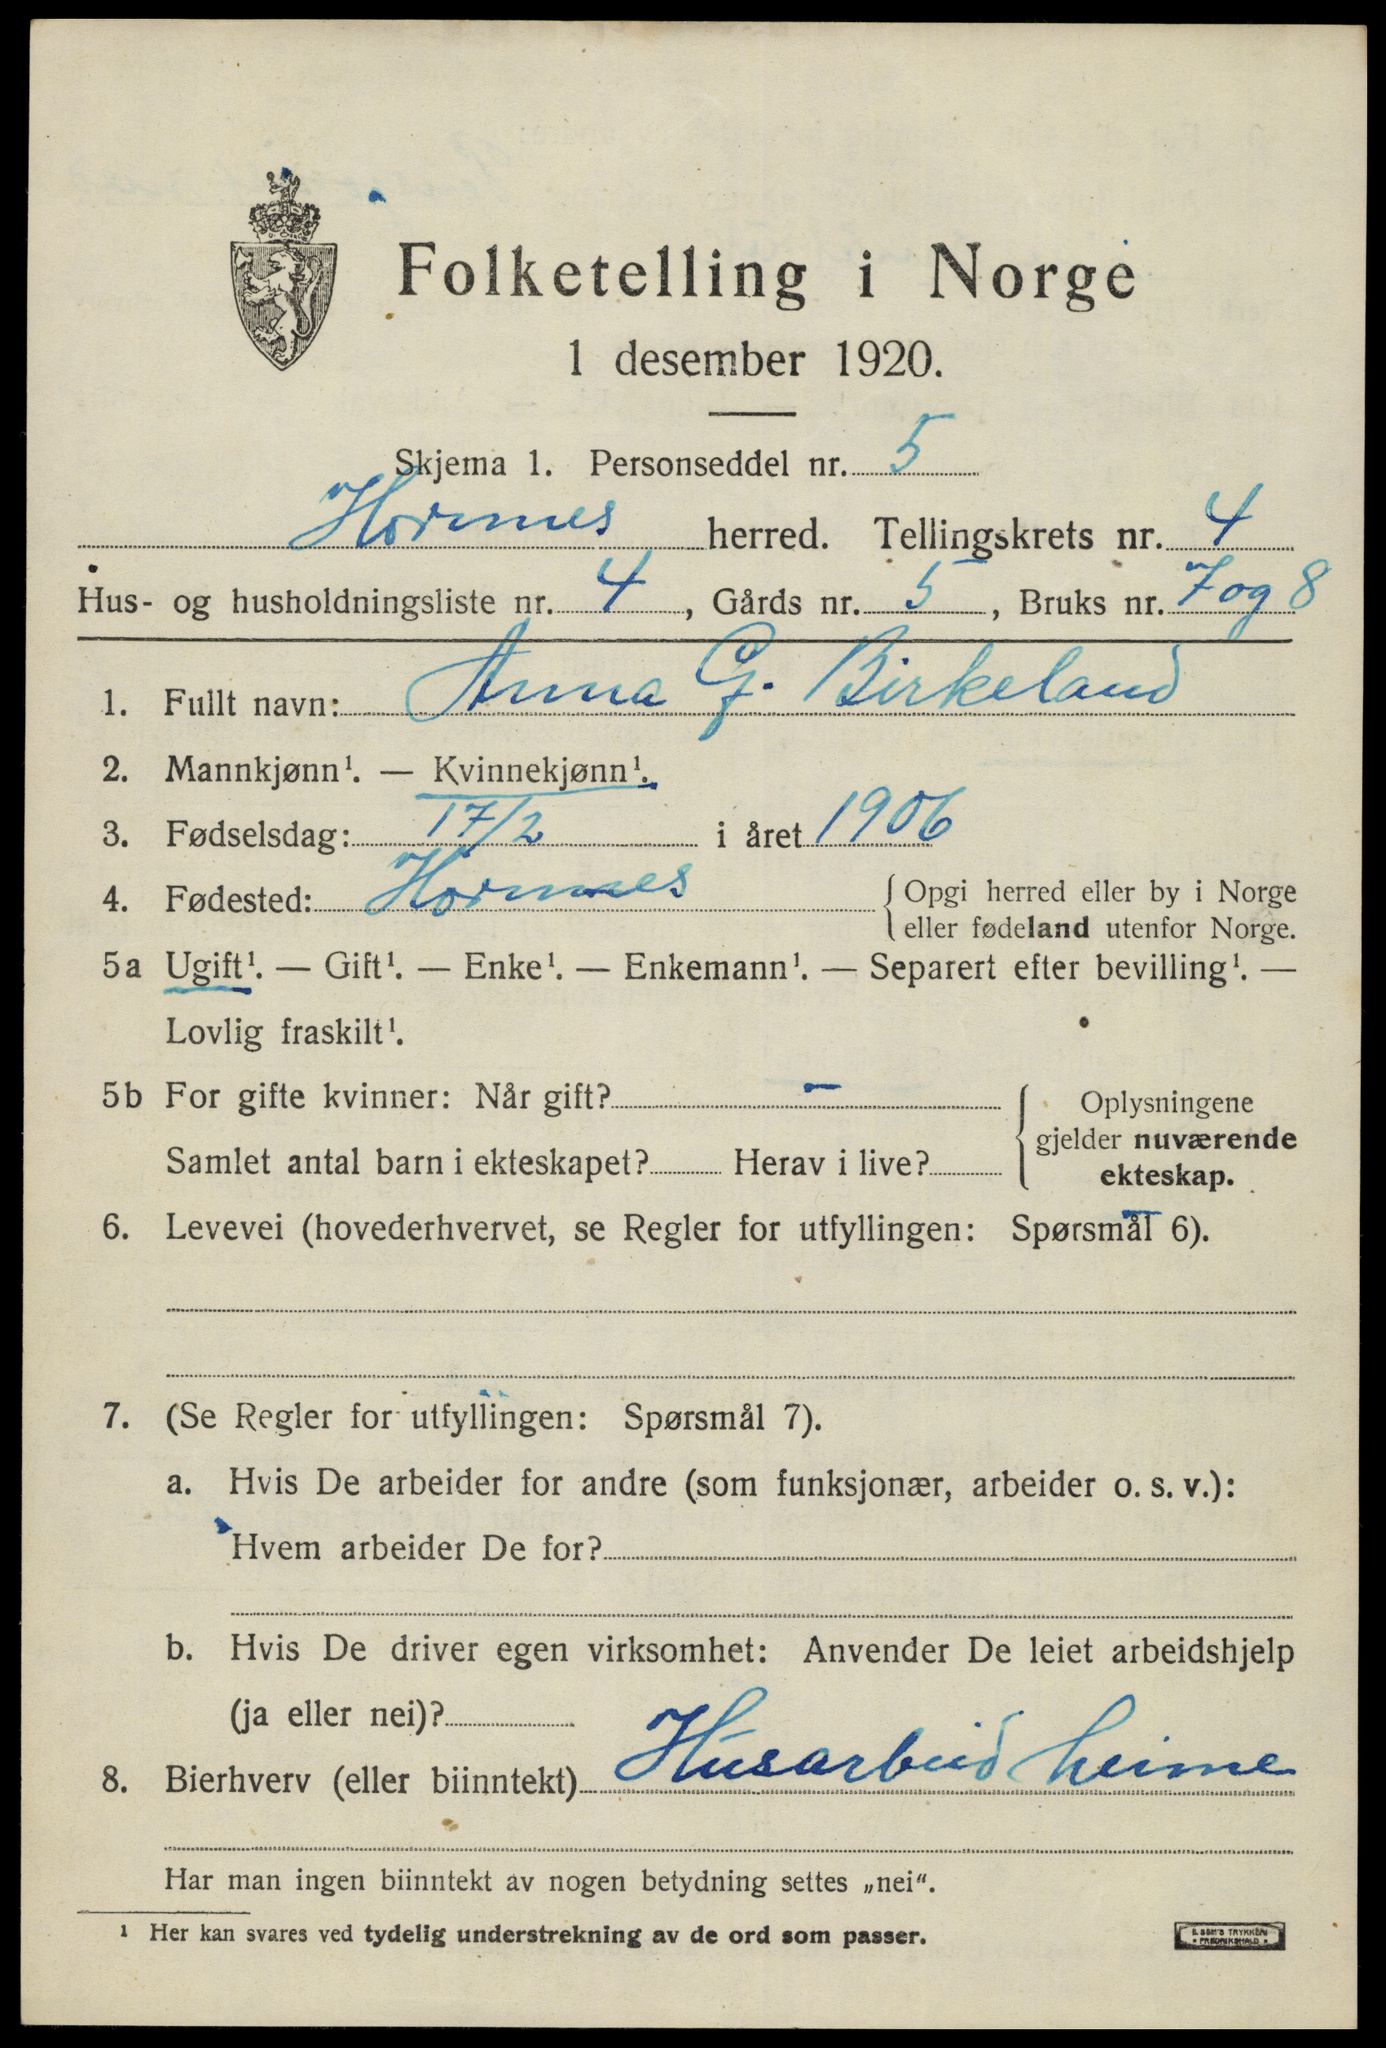 Folketelling i Norge
1 desember 1920.
Skjema 1. Personseddel nr. 5
Hornnes herred. Tellingskrets nr. 4
Hus- og husholdningsliste nr. 4, Gårds nr. 5, Bruks nr. 7 og 8
1. Fullt navn: Anna G. Birkeland
2. Mannkjønn¹. — Kvinnekjønn¹.
3. Fødselsdag: 17/2 i året 1906
4. Fødested: Hornnes {Opgi herred eller by i Norge
eller fødeland utenfor Norge.
5a Ugift¹. — Gift¹. — Enke¹. — Enkemann¹. — Separert efter bevilling¹. —
Lovlig fraskilt¹.
5b For gifte kvinner: Når gift? –
Samlet antal barn i ekteskapet? Herav i live?
Oplysningene
gjelder nuværende
ekteskap.
6. Levevei (hovederhvervet, se Regler for utfyllingen: Spørsmål 6).
7. (Se Regler for utfyllingen: Spørsmål 7).
a. Hvis De arbeider for andre (som funksjonær, arbeider o. s. v.):
Hvem arbeider De for?
b. Hvis De driver egen virksomhet: Anvender De leiet arbeidshjelp
(ja eller nei)?
8. Bierhverv (eller biinntekt) Husarbeid heime
Har man ingen biinntekt av nogen betydning settes „nei“.
¹ Her kan svares ved tydelig understrekning av de ord som passer.
E. SEM'S TRYKKERI
FREDRIKSHALD